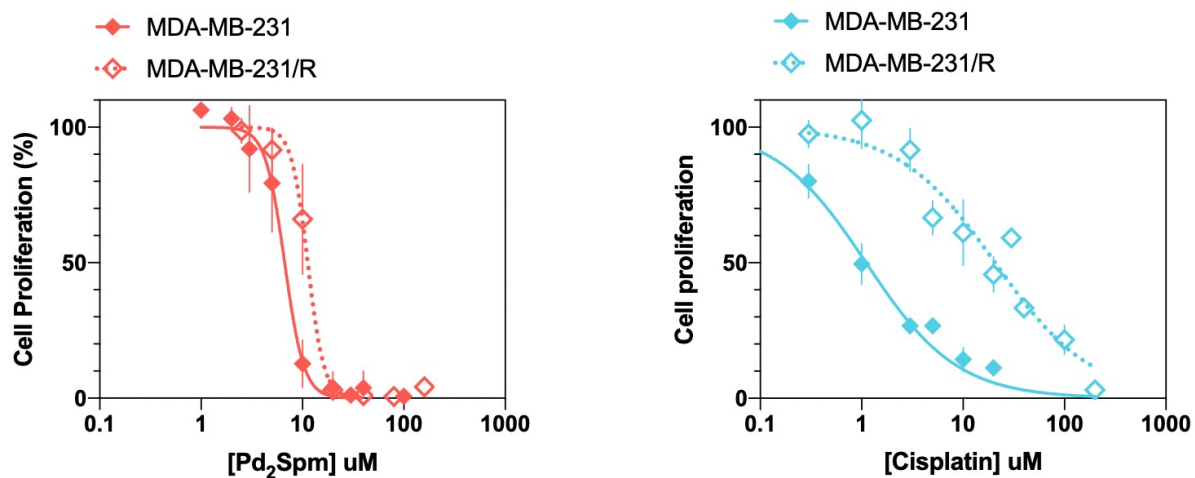 MDA-MB-231
MDA-MB-231/R
Cell Proliferation (%)
100
50
0
0.1 1 10 100 1000
[Pd₂Spm] uM
MDA-MB-231
MDA-MB-231/R
Cell proliferation
100
50
0
0.1 1 10 100 1000
[Cisplatin] uM